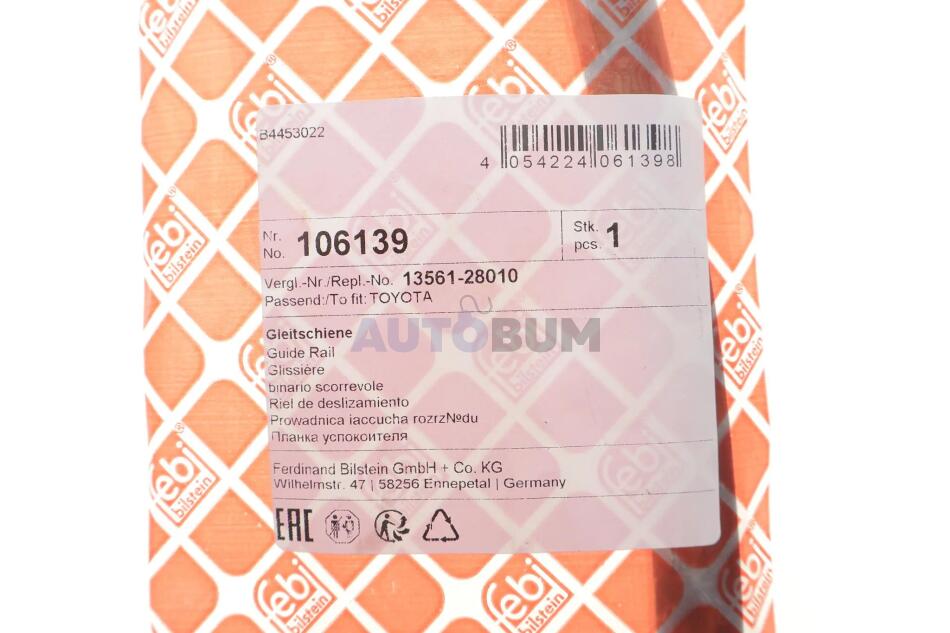 B4453022
4 054224 061398
Nr.
No. 106139
Stk.
pcs. 1
Vergl.-Nr./Repl.-No. 13561-28010
Passend:/To fit: TOYOTA
AUTOBUM
Gleitschiene
Guide Rail
Glissière
binario scorrevole
Riel de deslizamiento
Prowadnica iaccucha rozrz№du
Планка успокоителя
Ferdinand Bilstein GmbH + Co. KG
Wilhelmstr. 47 | 58256 Ennepetal | Germany
EAC
febi
bilstein